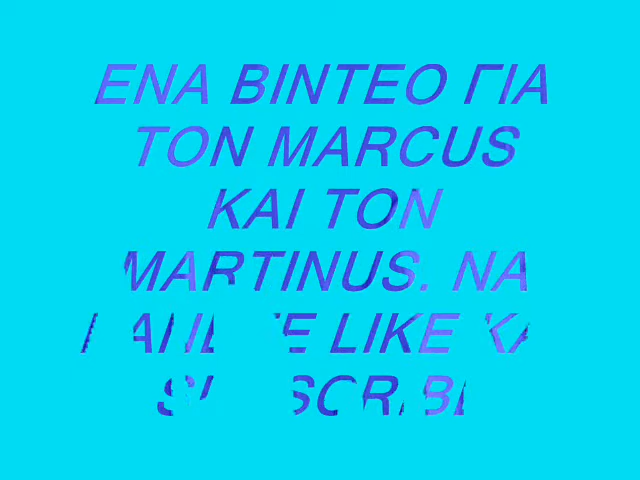 ΕΝΑ ΒΙΝΤΕΟ ΓΙΑ
ΤΟΝ MARCUS
ΚΑΙ ΤΟΝ
MARTINUS. ΝΑ
LIKE